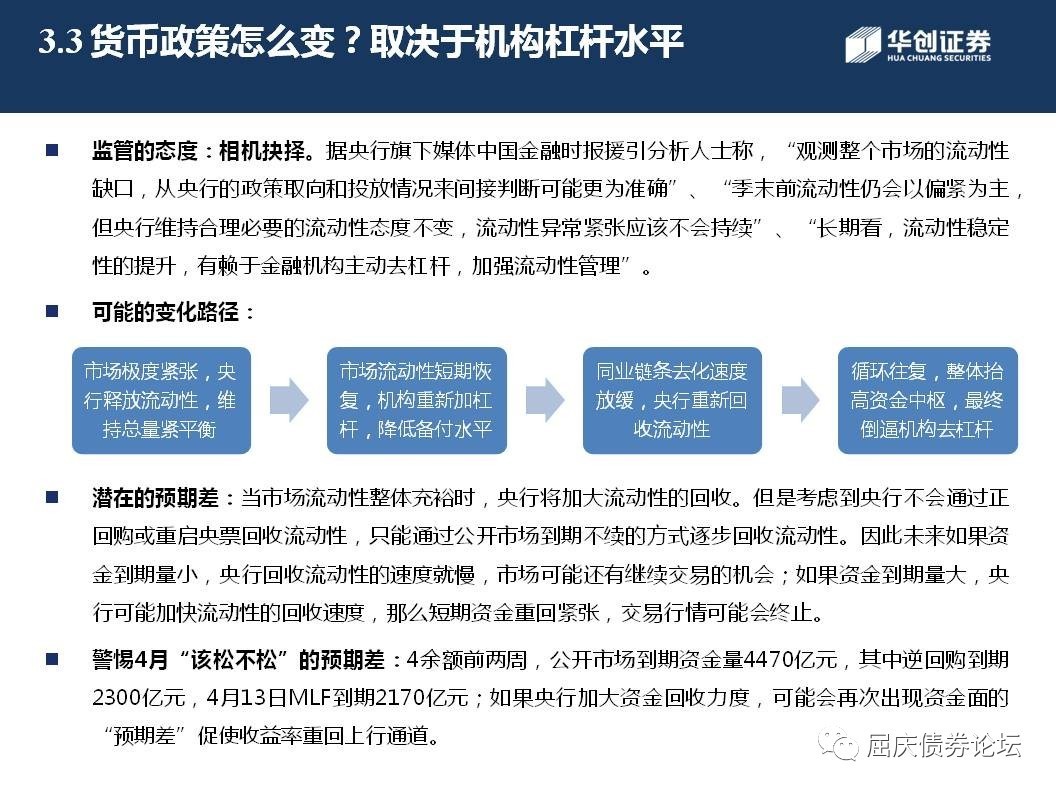 3.3 货币政策怎么变？取决于机构杠杆水平
华创证券
HUA CHUANG SECURITIES
监管的态度：相机抉择。据央行旗下媒体中国金融时报援引分析人士称，“观测整个市场的流动性
缺口，从央行的政策取向和投放情况来间接判断可能更为准确”、“季末前流动性仍会以偏紧为主，
但央行维持合理必要的流动性态度不变，流动性异常紧张应该不会持续”、“长期看，流动性稳定
性的提升，有赖于金融机构主动去杠杆，加强流动性管理”。
可能的变化路径：
市场极度紧张，央
行释放流动性，维
持总量紧平衡
市场流动性短期恢
复，机构重新加杠
杆，降低备付水平
同业链条去化速度
放缓，央行重新回
收流动性
循环往复，整体抬
高资金中枢，最终
倒逼机构去杠杆
潜在的预期差：当市场流动性整体充裕时，央行将加大流动性的回收。但是考虑到央行不会通过正
回购或重启央票回收流动性，只能通过公开市场到期不续的方式逐步回收流动性。因此未来如果资
金到期量小，央行回收流动性的速度就慢，市场可能还有继续交易的机会；如果资金到期量大，央
行可能加快流动性的回收速度，那么短期资金重回紧张，交易行情可能会终止。
警惕4月“该松不松”的预期差：4余额前两周，公开市场到期资金量4470亿元，其中逆回购到期
2300亿元，4月13日MLF到期2170亿元；如果央行加大资金回收力度，可能会再次出现资金面的
“预期差”促使收益率重回上行通道。
屈庆债券论坛